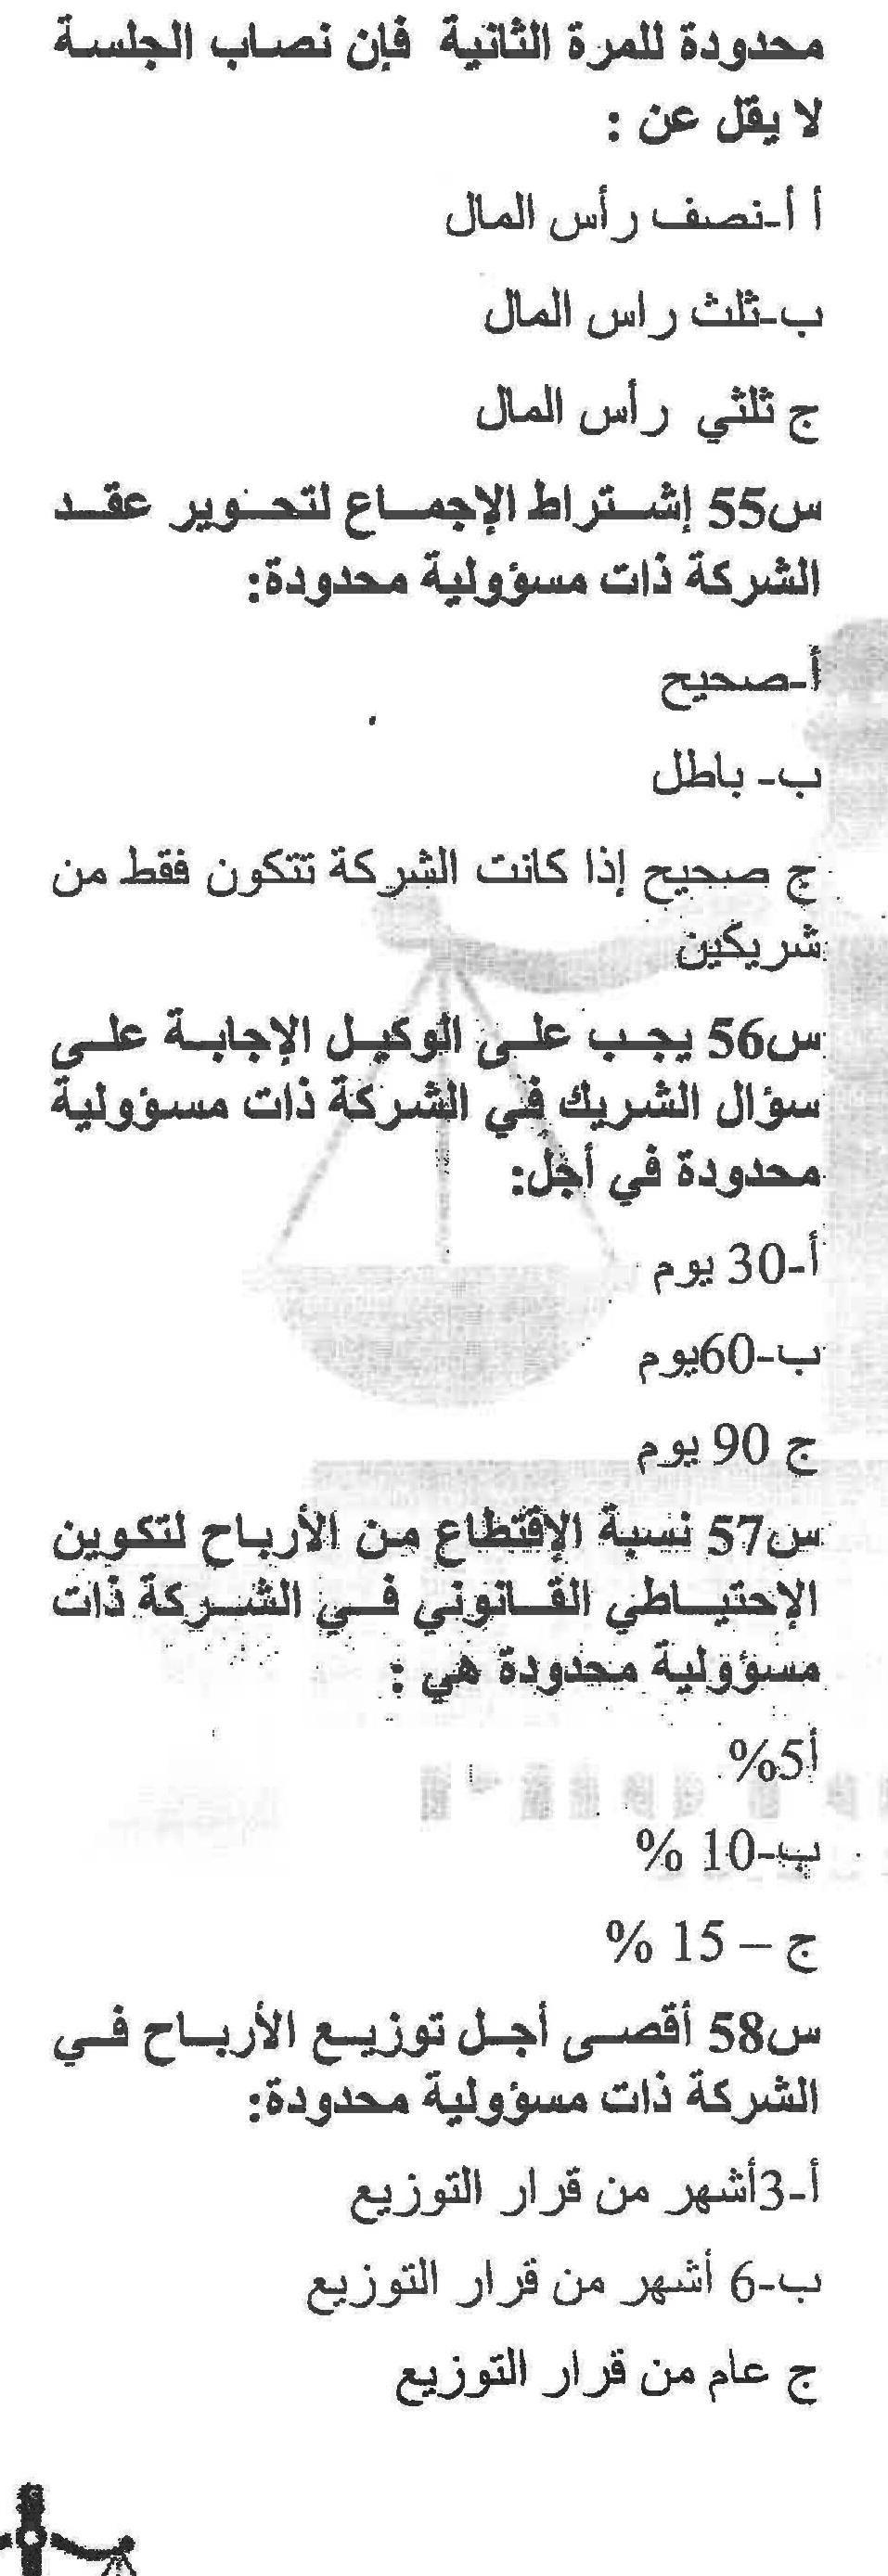 محدودة للمرة الثانية فإن نصاب الجلسة
لا يقل عن :
أ أ-نصف رأس المال
ب-ثلث راس المال
ج ثلثي رأس المال
س55 إشتراط الإجماع لتحوير عقد
الشركة ذات مسؤولية محدودة:
أ-صحيح
ب- باطل
ج صحيح إذا كانت الشركة تتكون فقط من
شريكين
س56 يجب على الوكيل الإجابة على
سؤال الشريك في الشركة ذات مسؤولية
محدودة في أجل:
أ-30 يوم
ب-60يوم
ج 90 يوم
س57 نسبة الإقتطاع من الأرباح لتكوين
الإحتياطي القانوني في الشركة ذات
مسؤولية محدودة هي :
أ5%
ب-10 %
ج – 15 %
س58 أقصى أجل توزيع الأرباح في
الشركة ذات مسؤولية محدودة:
أ-3أشهر من قرار التوزيع
ب-6 أشهر من قرار التوزيع
ج عام من قرار التوزيع